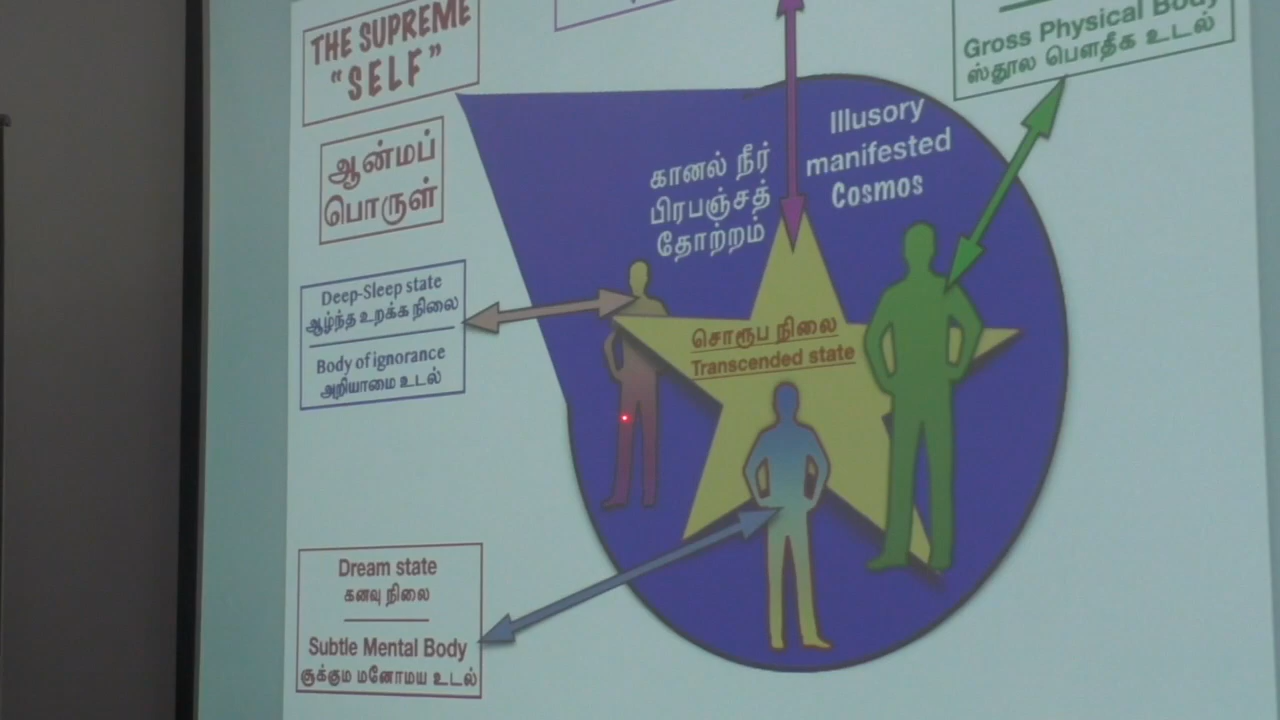 THE SUPREME
“SELF”
ஆன்மப்
பொருள்
Deep-Sleep state
ஆழ்ந்த உறக்க நிலை
Body of ignorance
அறியாமை உடல்
Dream state
கனவு நிலை
Subtle Mental Body
சூக்கும மனோமய உடல்
கானல் நீர்
பிரபஞ்சத்
தோற்றம்
Illusory
manifested
Cosmos
சொரூப நிலை
Transcended state
Gross Physical Body
ஸ்தூல பௌதீக உடல்